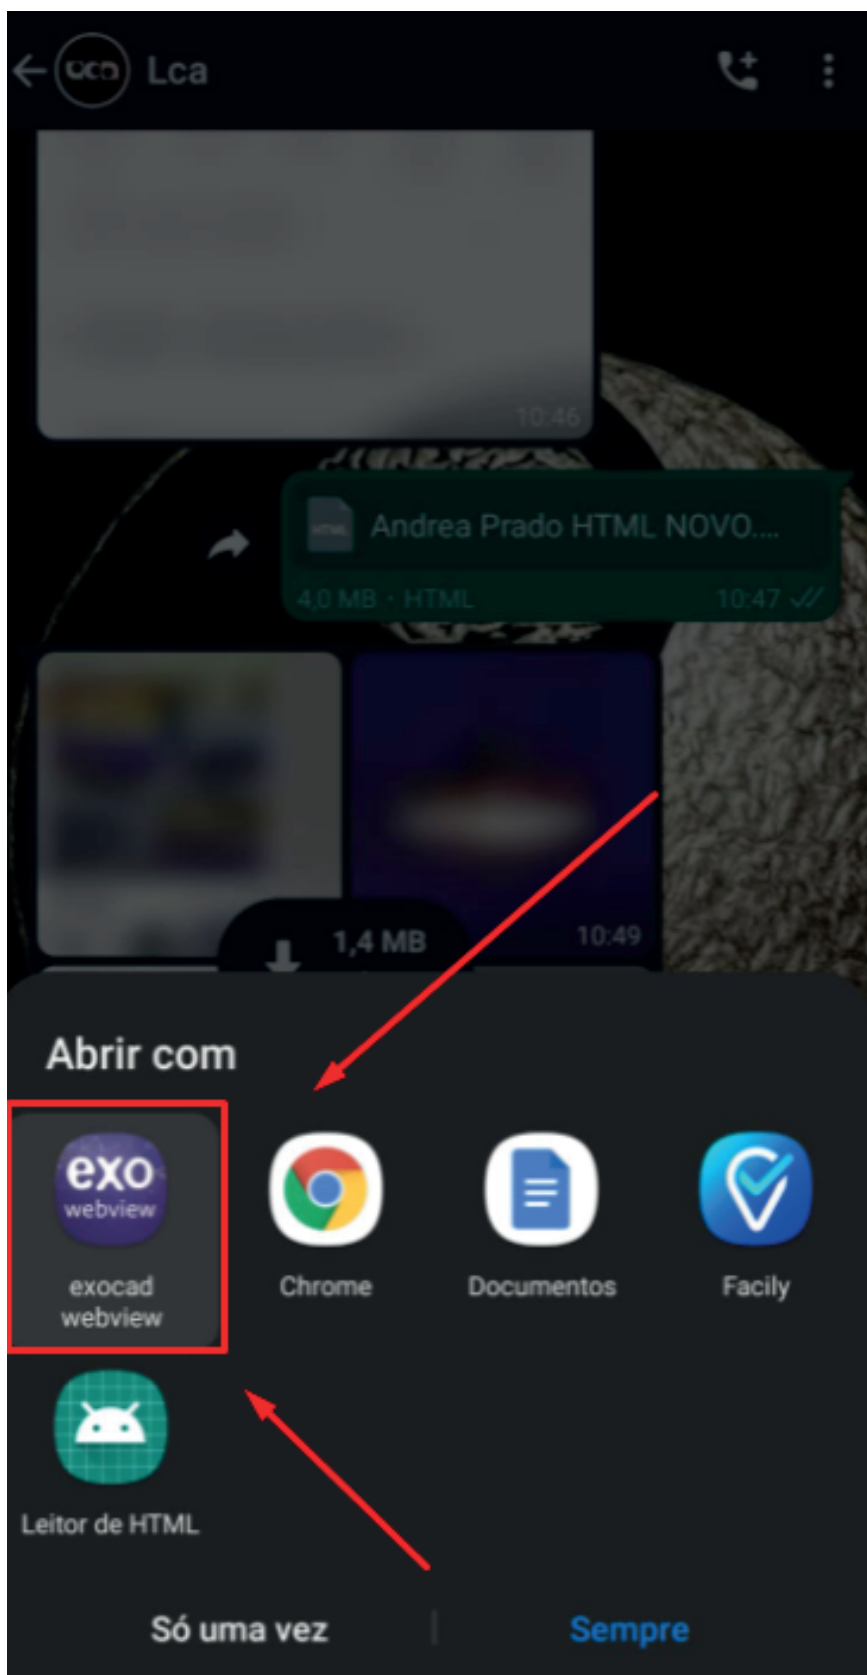 Lca
10:46
HTML
Andrea Prado HTML NOVO....
4,0 MB · HTML
10:47
1,4 MB
10:49
Abrir com
exo
webview
exocad
webview
Chrome
Documentos
Facily
Leitor de HTML
Só uma vez
Sempre